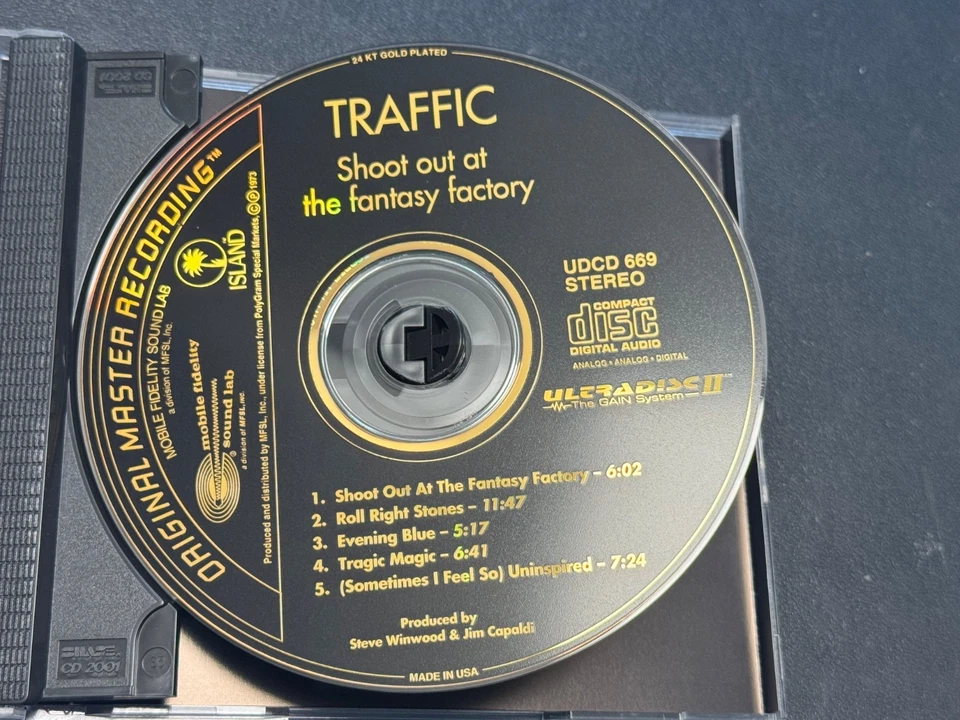 24 KT GOLD PLATED
TRAFFIC
Shoot out at
the fantasy factory
ORIGINAL MASTER RECORDING™
MOBILE FIDELITY SOUND LAB
a division of MFSL, Inc.
ISLAND
mobile fidelity
sound lab
®
a division of MFSL, inc.
Produced and distributed by MFSL, Inc., under license from PolyGram Special Markets, Ⓒ Ⓟ 1973
UDCD 669
STEREO
COMPACT
disc
DIGITAL AUDIO
ANALOG • ANALOG • DIGITAL
ULTRADISC II™
The GAIN System™
1. Shoot Out At The Fantasy Factory – 6:02
2. Roll Right Stones – 11:47
3. Evening Blue – 5:17
4. Tragic Magic – 6:41
5. (Sometimes I Feel So) Uninspired – 7:24
Produced by
Steve Winwood & Jim Capaldi
MADE IN USA
CD 2001
CD 2001